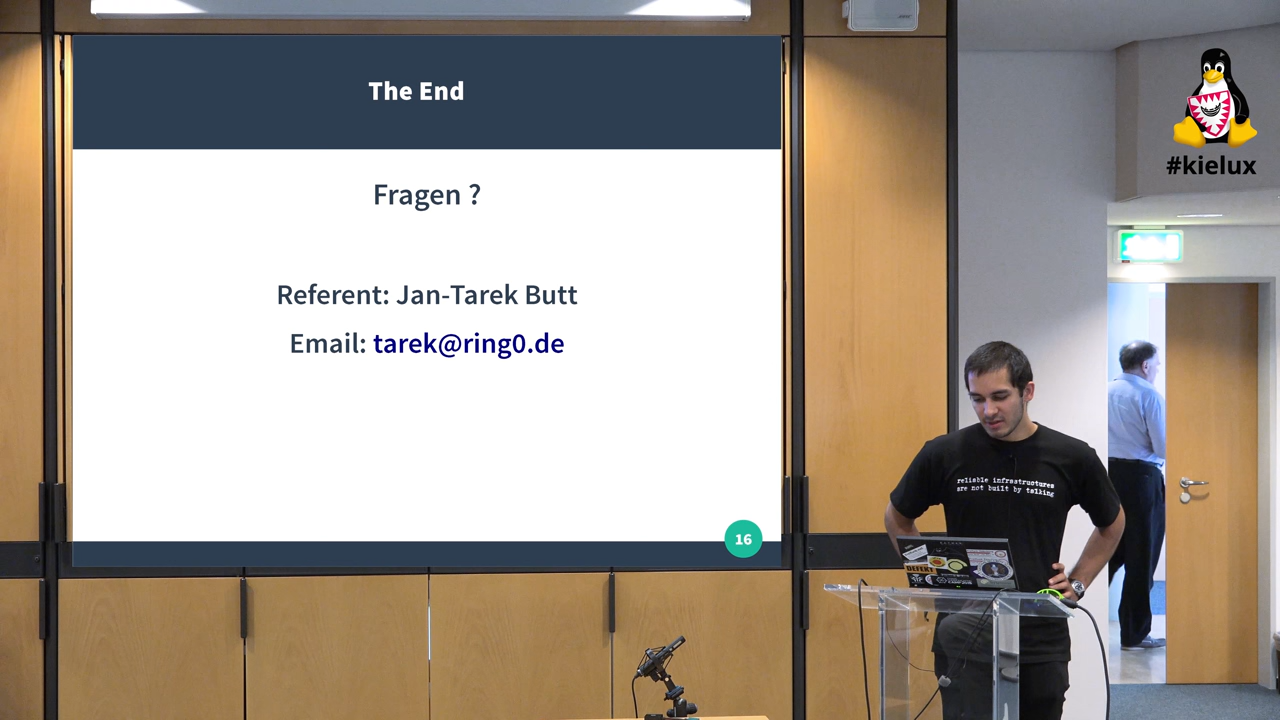 The End
Fragen ?
Referent: Jan-Tarek Butt
Email: tarek@ring0.de
16
#kielux
reliable infrastructures
are not built by talking
DEFEKT